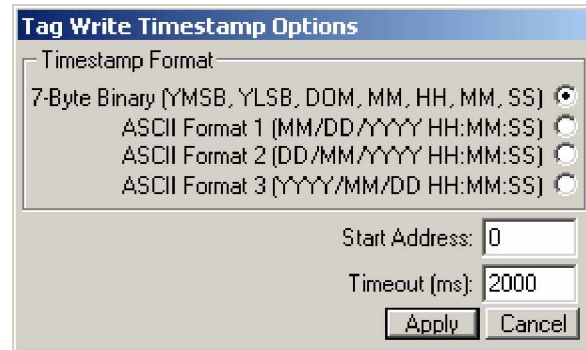 Tag Write Timestamp Options
Timestamp Format
7-Byte Binary (YMSB, YLSB, DOM, MM, HH, MM, SS)
ASCII Format 1 (MM/DD/YYYY HH:MM:SS)
ASCII Format 2 (DD/MM/YYYY HH:MM:SS)
ASCII Format 3 (YYYY/MM/DD HH:MM:SS)
Start Address: 0
Timeout (ms): 2000
Apply Cancel